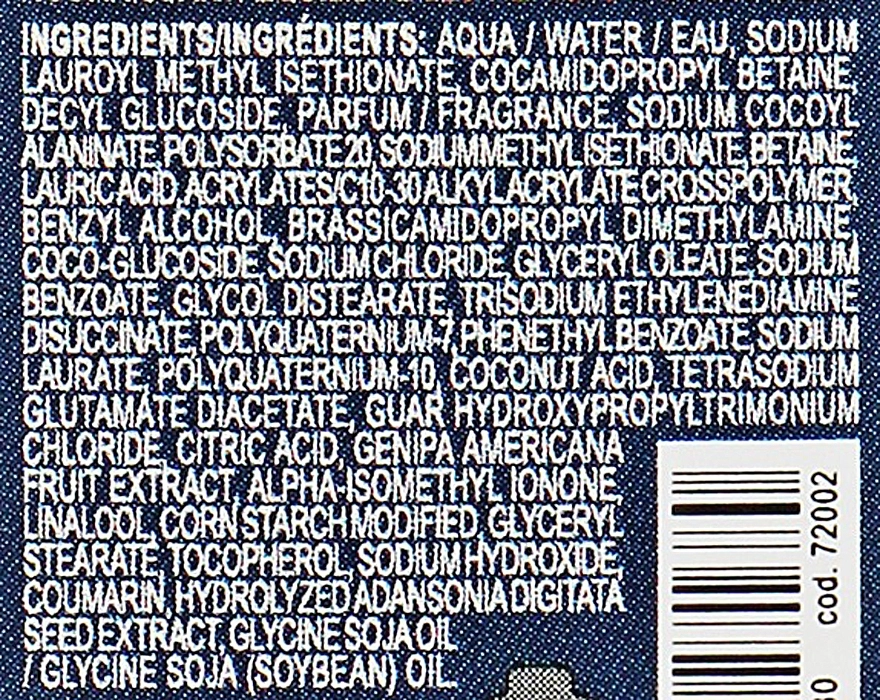 INGREDIENTS/INGRÉDIENTS: AQUA / WATER / EAU, SODIUM
LAUROYL METHYL ISETHIONATE, COCAMIDOPROPYL BETAINE,
DECYL GLUCOSIDE, PARFUM / FRAGRANCE, SODIUM COCOYL
ALANINATE, POLYSORBATE 20, SODIUM METHYL ISETHIONATE, BETAINE,
LAURIC ACID, ACRYLATES/C10-30 ALKYL ACRYLATE CROSSPOLYMER,
BENZYL ALCOHOL, BRASSICAMIDOPROPYL DIMETHYLAMINE,
COCO-GLUCOSIDE, SODIUM CHLORIDE, GLYCERYL OLEATE, SODIUM
BENZOATE, GLYCOL DISTEARATE, TRISODIUM ETHYLENEDIAMINE
DISUCCINATE, POLYQUATERNIUM-7, PHENETHYL BENZOATE, SODIUM
LAURATE, POLYQUATERNIUM-10, COCONUT ACID, TETRASODIUM
GLUTAMATE DIACETATE, GUAR HYDROXYPROPYLTRIMONIUM
CHLORIDE, CITRIC ACID, GENIPA AMERICANA
FRUIT EXTRACT, ALPHA-ISOMETHYL IONONE,
LINALOOL, CORN STARCH MODIFIED, GLYCERYL
STEARATE, TOCOPHEROL, SODIUM HYDROXIDE,
COUMARIN, HYDROLYZED ADANSONIA DIGITATA
SEED EXTRACT, GLYCINE SOJA OIL
/ GLYCINE SOJA (SOYBEAN) OIL.
cod. 72002
0